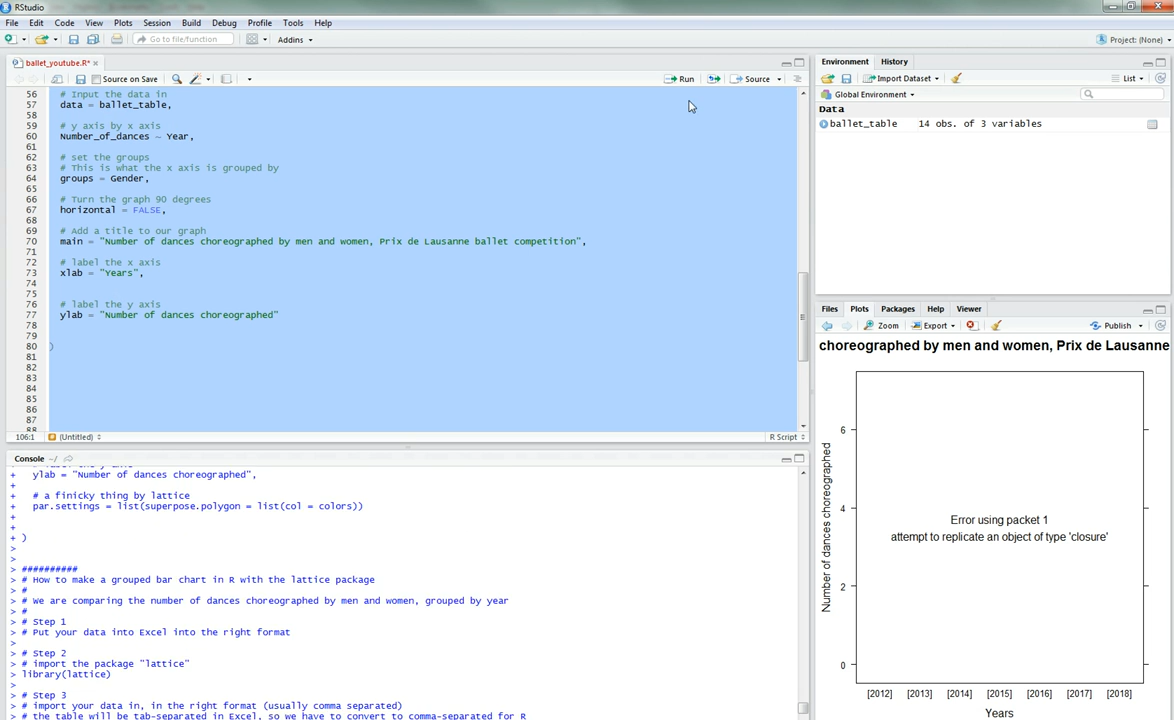 RStudio
File Edit Code View Plots Session Build Debug Profile Tools Help
Go to file/function Addins Project: (None)
ballet_youtube.R*
Source on Save Run Source
56 # Input the data in
57 data = ballet_table,
58
59 # y axis by x axis
60 Number_of_dances ~ Year,
61
62 # set the groups
63 # This is what the x axis is grouped by
64 groups = Gender,
65
66 # Turn the graph 90 degrees
67 horizontal = FALSE,
68
69 # Add a title to our graph
70 main = "Number of dances choreographed by men and women, Prix de Lausanne ballet competition",
71
72 # label the x axis
73 xlab = "Years",
74
75
76 # label the y axis
77 ylab = "Number of dances choreographed"
78
79
80 )
81
82
83
84
85
86
87
88
106:1 (Untitled) R Script
Console ~/
+ ylab = "Number of dances choreographed",
+
+ # a finicky thing by lattice
+ par.settings = list(superpose.polygon = list(col = colors))
+
+
+ )
>
>
> ##########
> # How to make a grouped bar chart in R with the lattice package
> #
> # We are comparing the number of dances choreographed by men and women, grouped by year
> #
> # Step 1
> # Put your data into Excel into the right format
>
> # Step 2
> # import the package "lattice"
> library(lattice)
>
> # Step 3
> # import your data in, in the right format (usually comma separated)
> # the table will be tab-separated in Excel, so we have to convert to comma-separated for R
Environment History
Import Dataset List
Global Environment
Data
ballet_table 14 obs. of 3 variables
Files Plots Packages Help Viewer
Zoom Export Publish
choreographed by men and women, Prix de Lausanne
Number of dances choreographed
6
4
2
0
Error using packet 1
attempt to replicate an object of type 'closure'
[2012] [2013] [2014] [2015] [2016] [2017] [2018]
Years